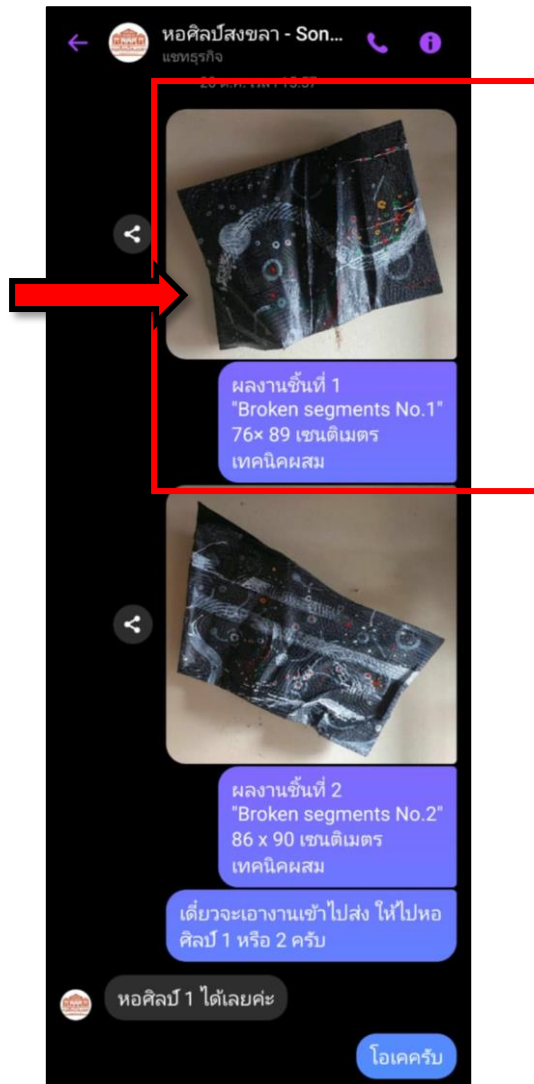 หอศิลป์สงขลา - Son...
แชทธุรกิจ
ผลงานชิ้นที่ 1
"Broken segments No.1"
76× 89 เซนติเมตร
เทคนิคผสม
ผลงานชิ้นที่ 2
"Broken segments No.2"
86 x 90 เซนติเมตร
เทคนิคผสม
เดี่ยวจะเอางานเข้าไปส่ง ให้ไปหอ
ศิลป์ 1 หรือ 2 ครับ
หอศิลป์ 1 ได้เลยค่ะ
โอเคครับ